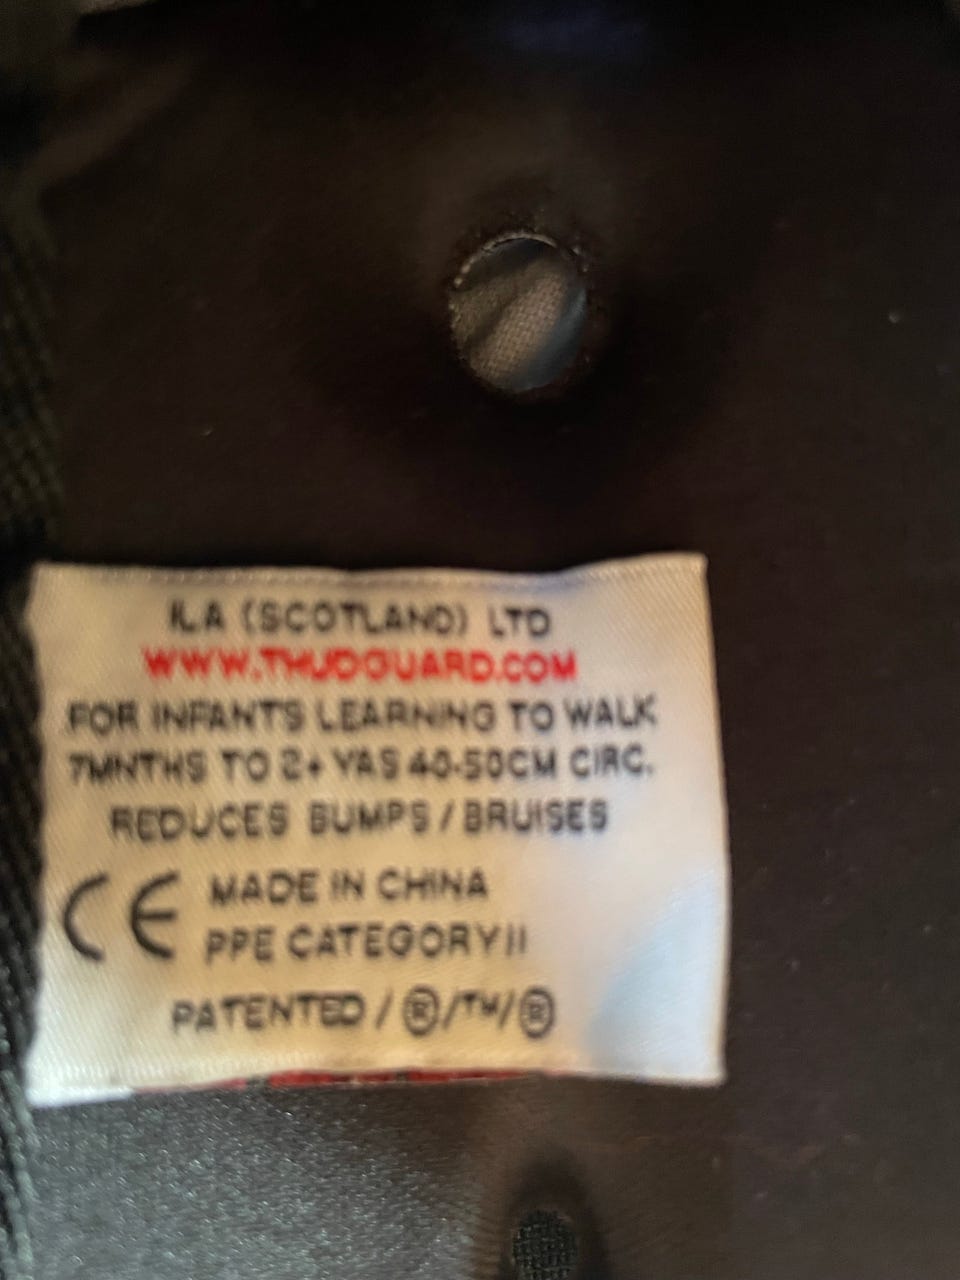 ILA (SCOTLAND) LTD
WWW.THUDGUARD.COM
FOR INFANTS LEARNING TO WALK
7MNTHS TO 2+ YRS 40-50CM CIRC.
REDUCES BUMPS / BRUISES
CE MADE IN CHINA
PPE CATEGORY II
PATENTED / ® / ™ / ®